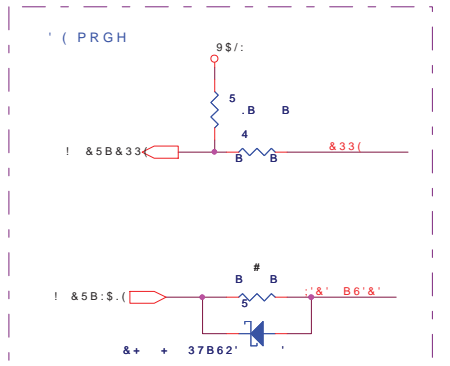 ' ( PRGH
9$/:
5
.B B
4
! &5B&33(
B B
&33(
#
B B
! &5B:$.(
5
:'&' B6'&'
&+ + 37B62' '